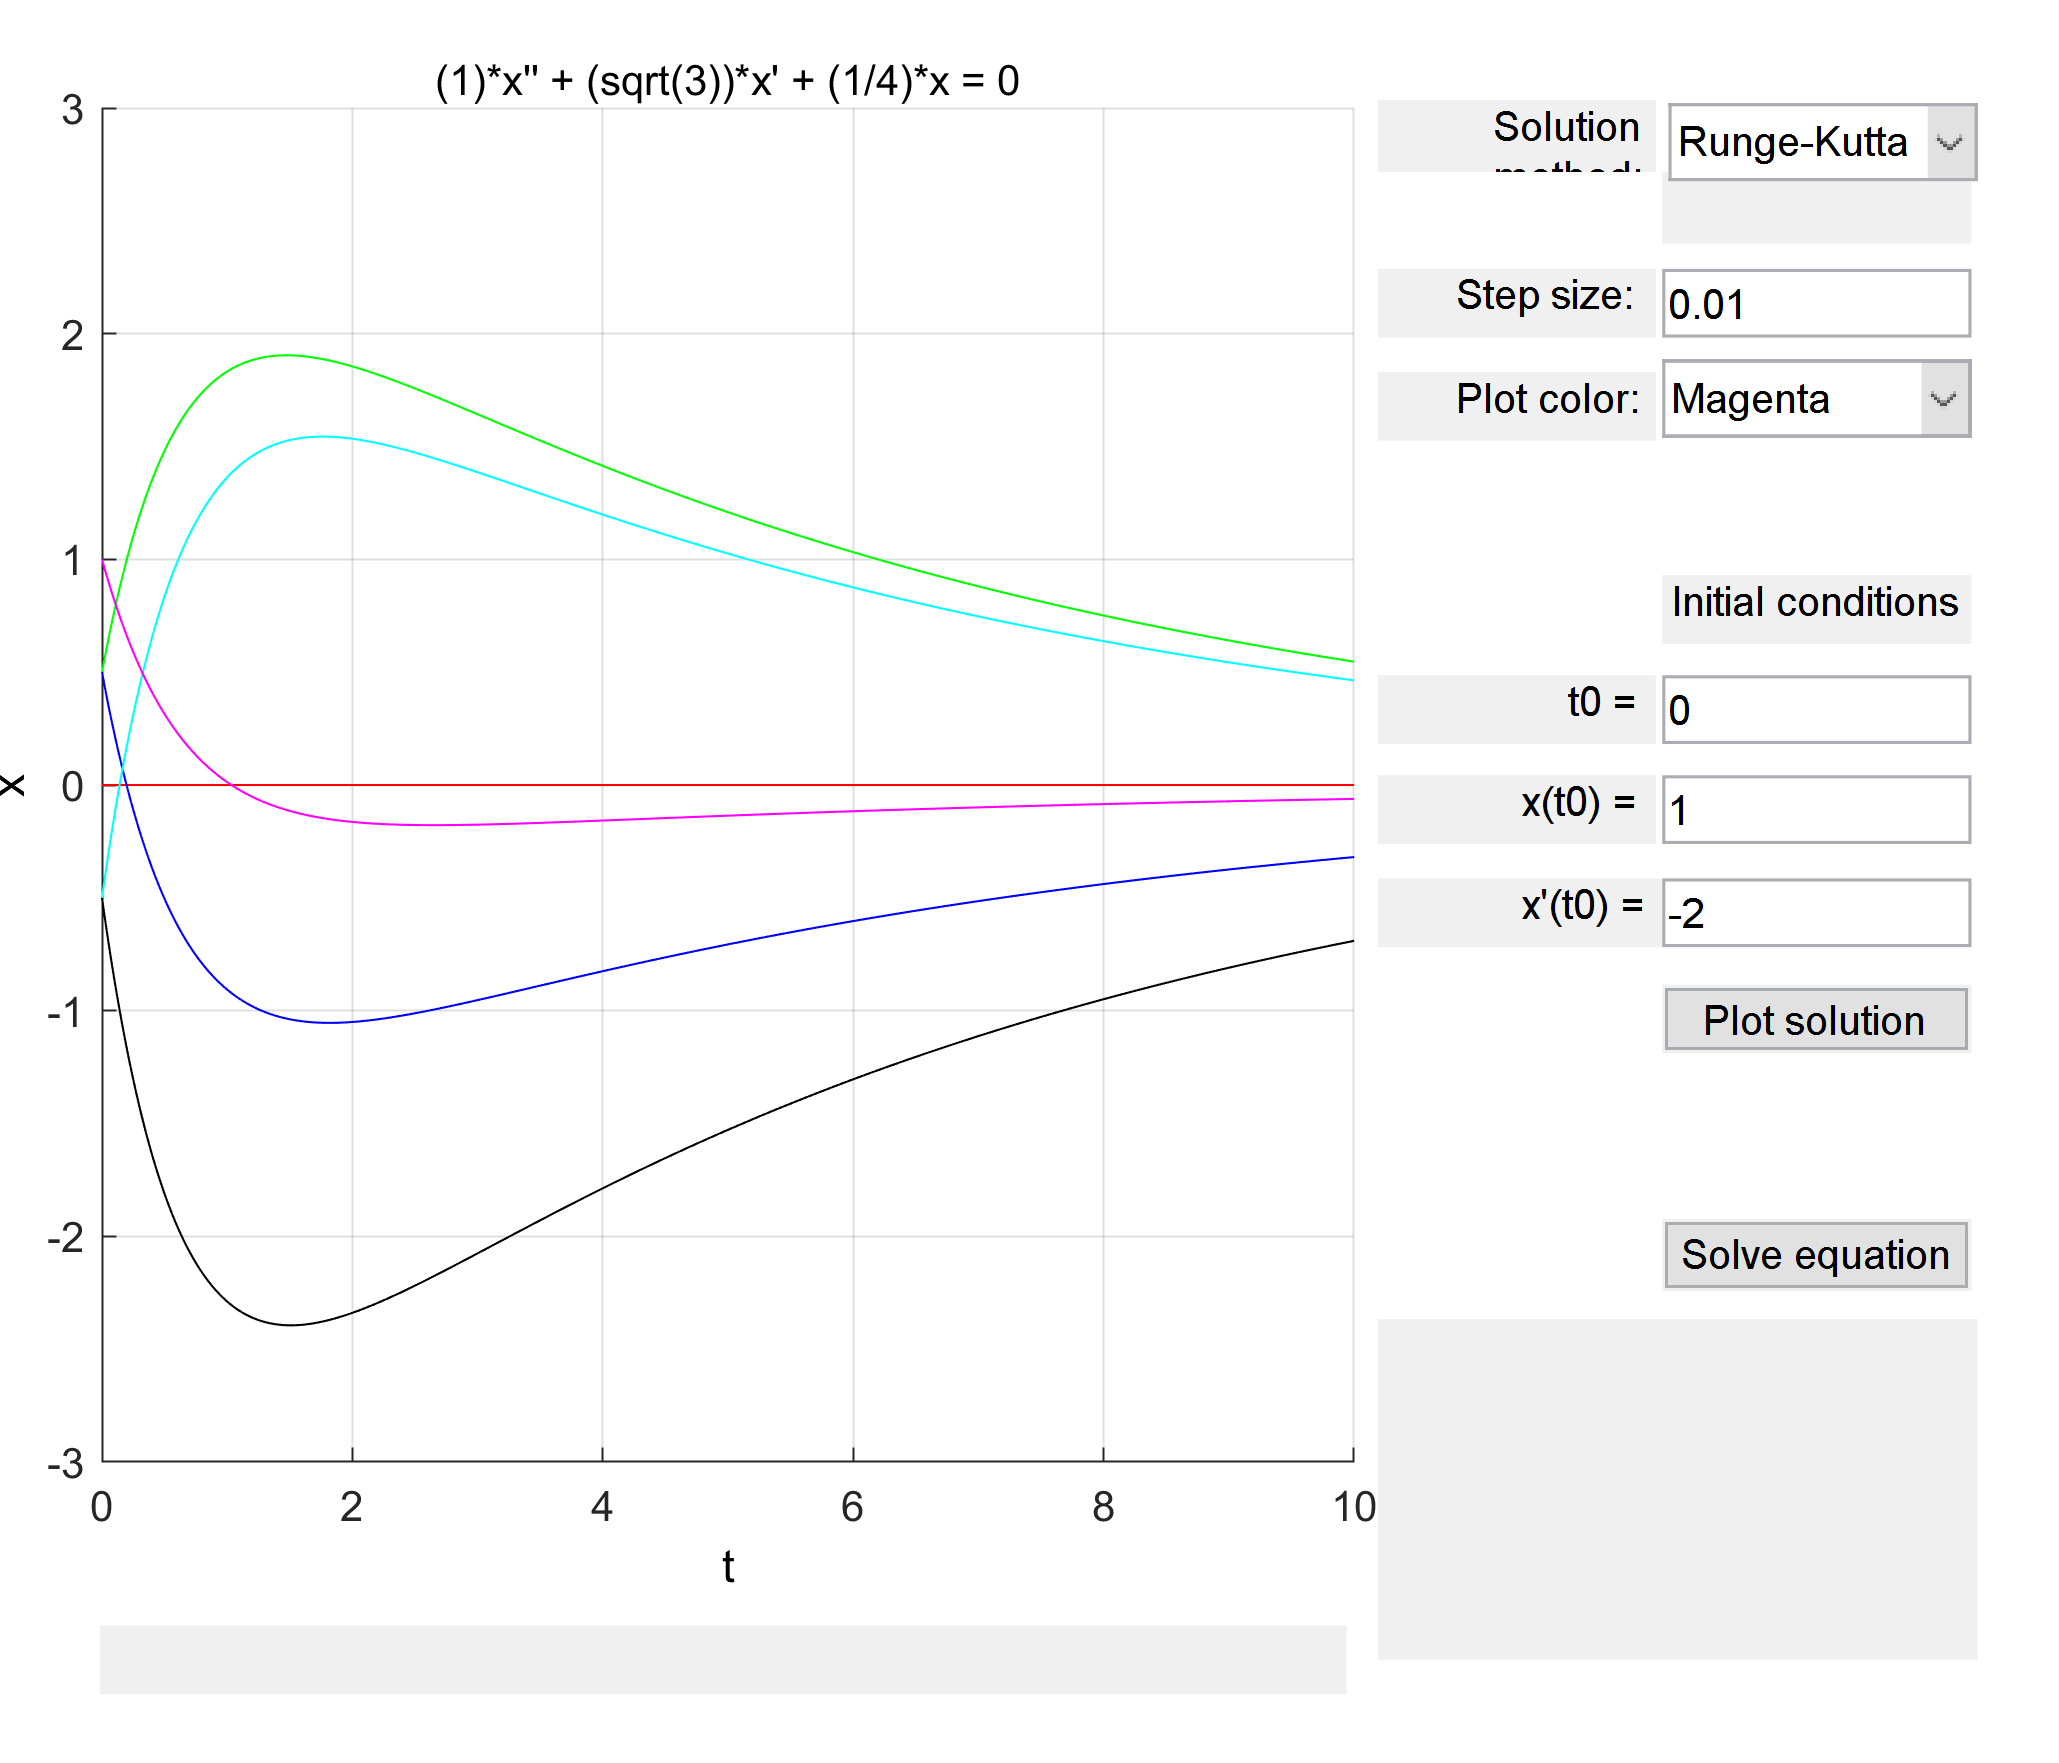 (1)*x'' + (sqrt(3))*x' + (1/4)*x = 0
3
2
1
0
-1
-2
-3
x
0 2 4 6 8 10
t
Solution
method:
Runge-Kutta
Step size: 0.01
Plot color: Magenta
Initial conditions
t0 = 0
x(t0) = 1
x'(t0) = -2
Plot solution
Solve equation